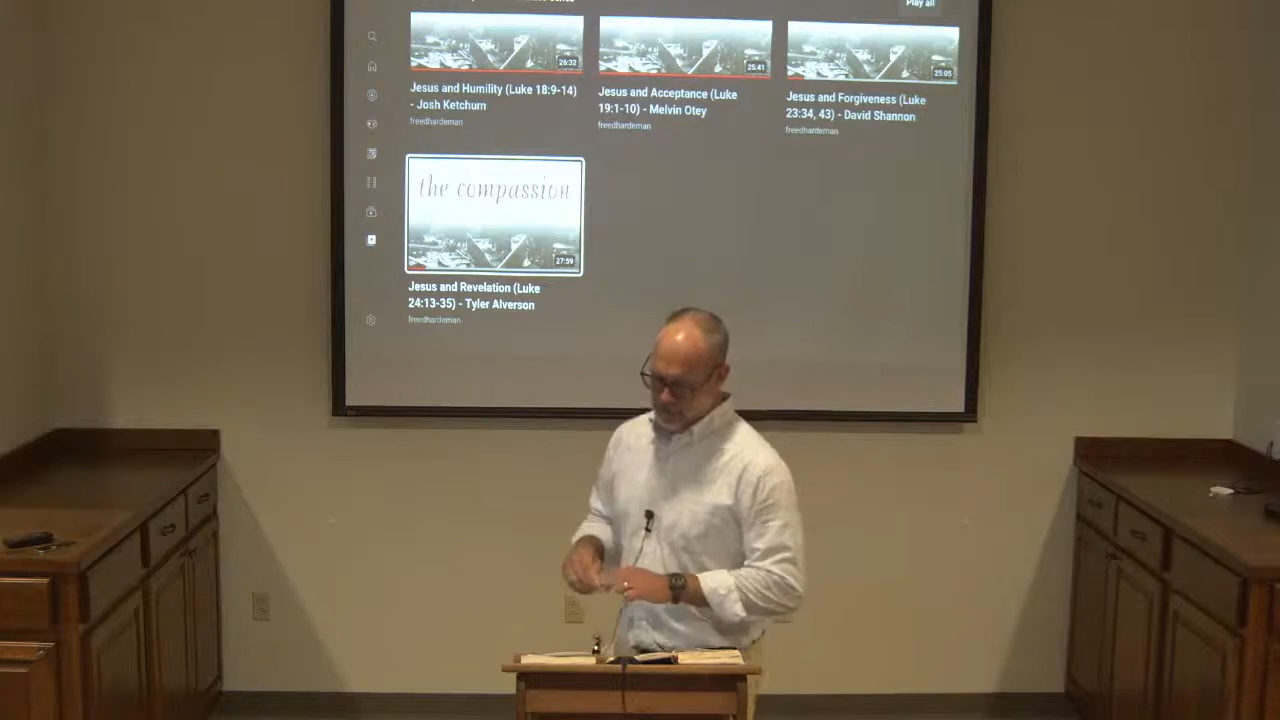 Play all
26:32
25:41
25:05
Jesus and Humility (Luke 18:9-14)
- Josh Ketchum
freedhardeman
Jesus and Acceptance (Luke
19:1-10) - Melvin Otey
freedhardeman
Jesus and Forgiveness (Luke
23:34, 43) - David Shannon
freedhardeman
the compassion
27:59
Jesus and Revelation (Luke
24:13-35) - Tyler Alverson
freedhardeman